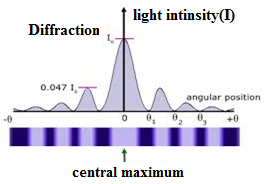 light intinsity(I)
Diffraction
I₀
0.047 I₀
angular position
-θ 0 θ₁ θ₂ θ₃ +θ
central maximum